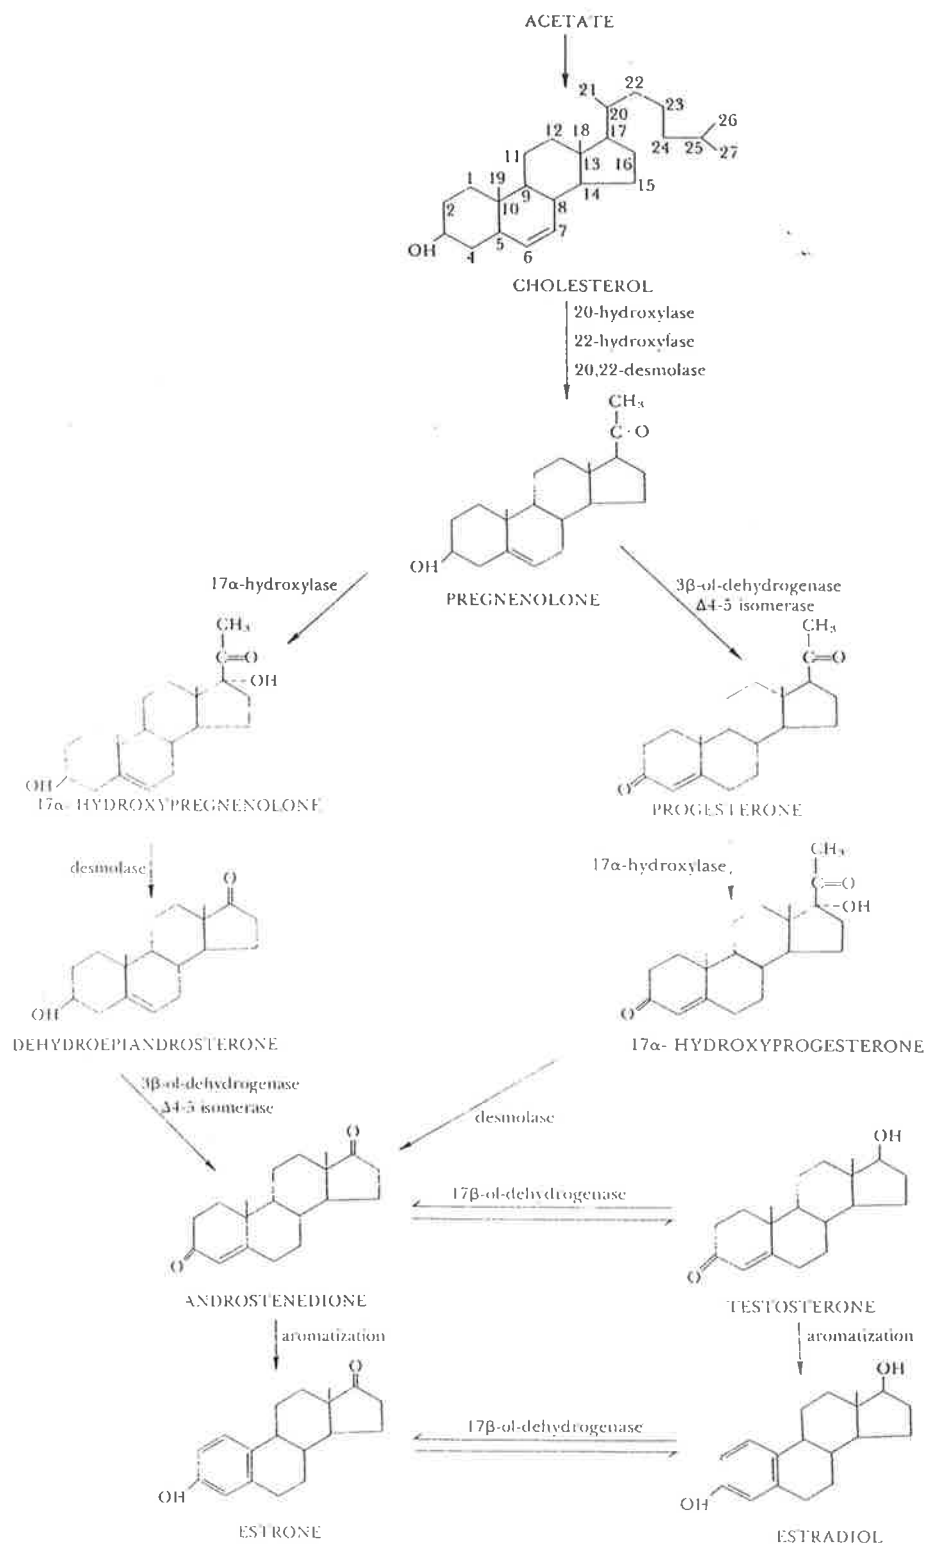 ACETATE
21
22
20
23
26
12
18
17
24
25
27
11
13
16
1
19
14
15
2
10
9
8
OH
4
5
6
7
CHOLESTEROL
20-hydroxylase
22-hydroxylase
20,22-desmolase
CH₃
C·O
OH
PREGNENOLONE
17α-hydroxylase
3β-ol-dehydrogenase
Δ4-5 isomerase
CH₃
C=O
OH
OH
17α- HYDROXYPREGNENOLONE
CH₃
C=O
O
PROGESTERONE
desmolase
17α-hydroxylase
O
OH
DEHYDROEPIANDROSTERONE
CH₃
C=O
OH
O
17α- HYDROXYPROGESTERONE
3β-ol-dehydrogenase
Δ4-5 isomerase
desmolase
O
O
ANDROSTENEDIONE
17β-ol-dehydrogenase
OH
O
TESTOSTERONE
aromatization
aromatization
O
OH
ESTRONE
17β-ol-dehydrogenase
OH
OH
ESTRADIOL